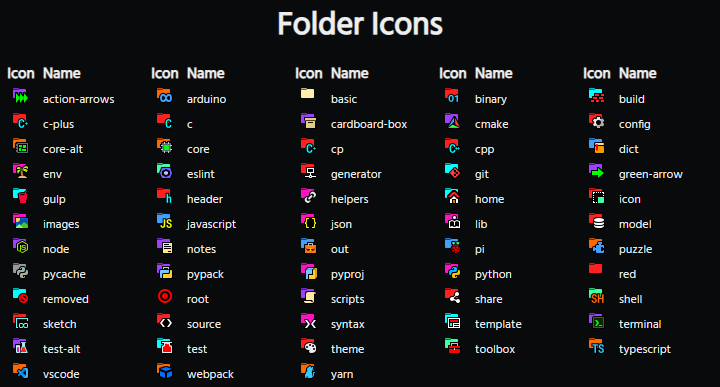 Folder Icons
Icon Name Icon Name Icon Name Icon Name Icon Name
action-arrows arduino basic binary build
c-plus c cardboard-box cmake config
core-alt core cp cpp dict
env eslint generator git green-arrow
gulp header helpers home icon
images javascript json lib model
node notes out pi puzzle
pycache pypack pyproj python red
removed root scripts share shell
sketch source syntax template terminal
test-alt test theme toolbox typescript
vscode webpack yarn